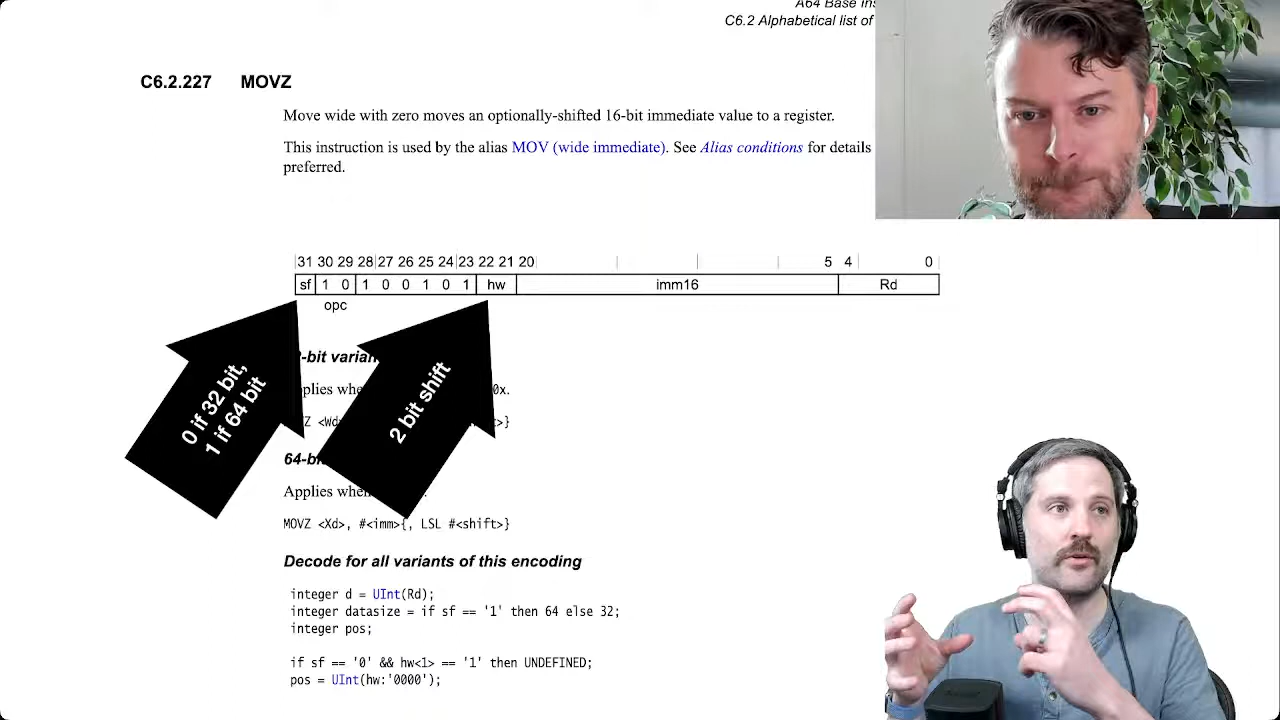 A64 Base Ins
C6.2 Alphabetical list of
C6.2.227 MOVZ
Move wide with zero moves an optionally-shifted 16-bit immediate value to a register.
This instruction is used by the alias MOV (wide immediate). See Alias conditions for details
preferred.
31 30 29 28 27 26 25 24 23 22 21 20 5 4 0
sf 1 0 1 0 0 1 0 1 hw imm16 Rd
opc
0 if 32 bit,
1 if 64 bit
2 bit shift
-bit varian
plies whe 0x.
Z <Wd t>}
64-bi
Applies when .
MOVZ <Xd>, #<imm>{, LSL #<shift>}
Decode for all variants of this encoding
integer d = UInt(Rd);
integer datasize = if sf == '1' then 64 else 32;
integer pos;
if sf == '0' && hw<1> == '1' then UNDEFINED;
pos = UInt(hw:'0000');